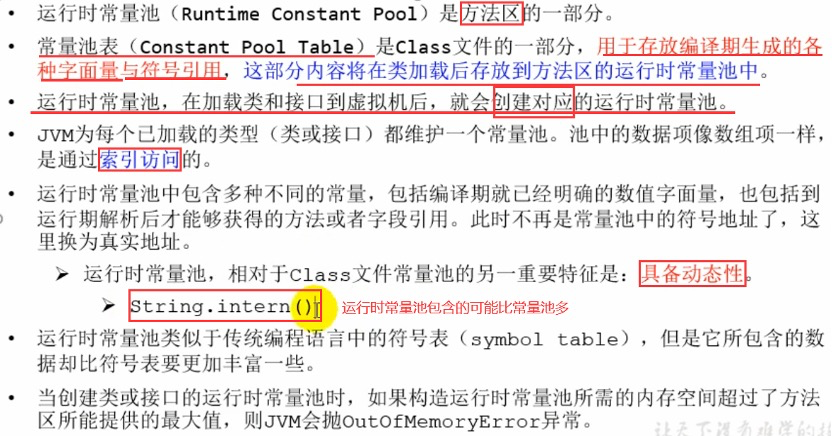 • 运行时常量池（Runtime Constant Pool）是方法区的一部分。
• 常量池表（Constant Pool Table）是Class文件的一部分，用于存放编译期生成的各
种字面量与符号引用，这部分内容将在类加载后存放到方法区的运行时常量池中。
• 运行时常量池，在加载类和接口到虚拟机后，就会创建对应的运行时常量池。
• JVM为每个已加载的类型（类或接口）都维护一个常量池。池中的数据项像数组项一样，
是通过索引访问的。
• 运行时常量池中包含多种不同的常量，包括编译期就已经明确的数值字面量，也包括到
运行期解析后才能够获得的方法或者字段引用。此时不再是常量池中的符号地址了，这
里换为真实地址。
➢ 运行时常量池，相对于Class文件常量池的另一重要特征是：具备动态性。
➢ String.intern() 运行时常量池包含的可能比常量池多
• 运行时常量池类似于传统编程语言中的符号表（symbol table），但是它所包含的数
据却比符号表要更加丰富一些。
• 当创建类或接口的运行时常量池时，如果构造运行时常量池所需的内存空间超过了方法
区所能提供的最大值，则JVM会抛OutOfMemoryError异常。
让天下没有难学的技